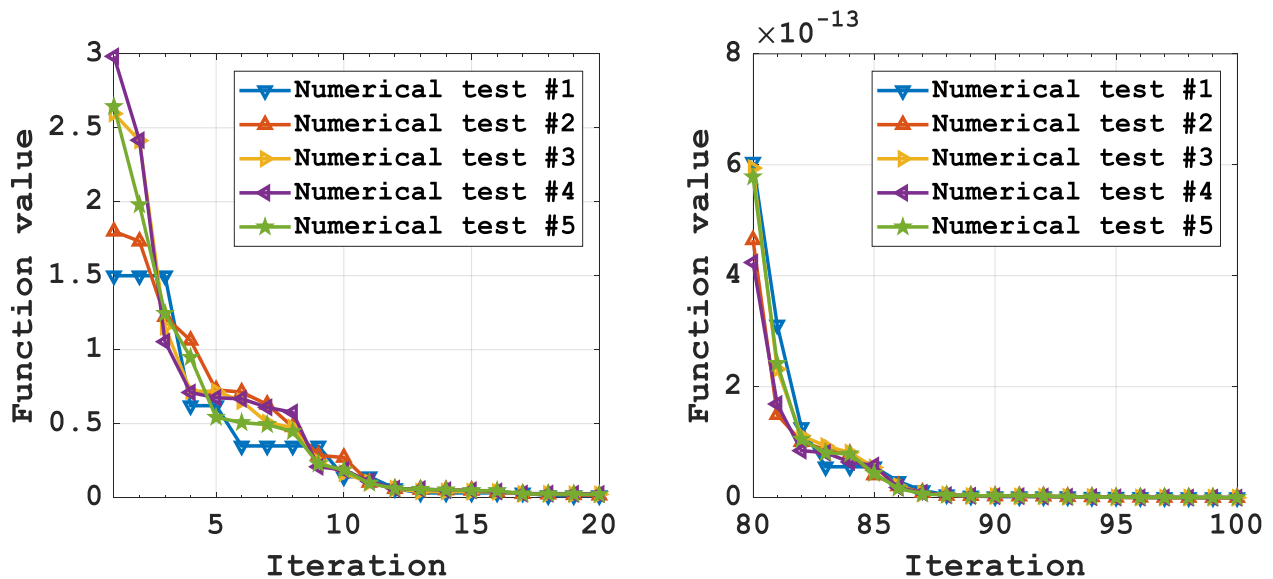 Function value
3
2.5
2
1.5
1
0.5
0
5
10
15
20
Iteration
Numerical test #1
Numerical test #2
Numerical test #3
Numerical test #4
Numerical test #5
×10⁻¹³
Function value
8
6
4
2
0
80
85
90
95
100
Iteration
Numerical test #1
Numerical test #2
Numerical test #3
Numerical test #4
Numerical test #5